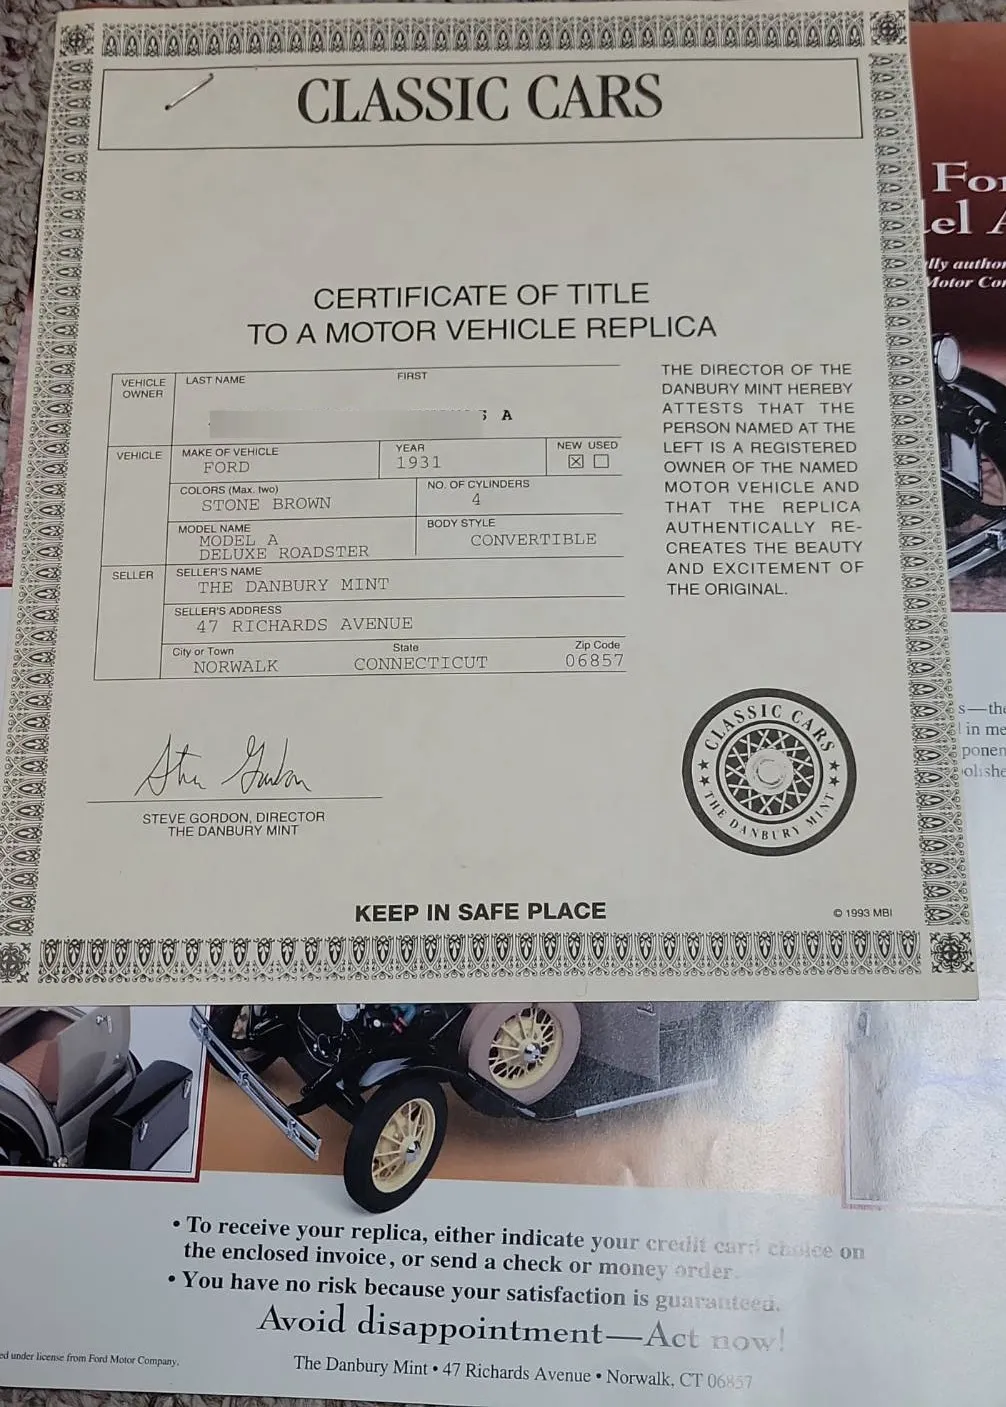 CLASSIC CARS
CERTIFICATE OF TITLE
TO A MOTOR VEHICLE REPLICA
VEHICLE
OWNER
LAST NAME
FIRST
A
VEHICLE
MAKE OF VEHICLE
FORD
YEAR
1931
NEW USED
COLORS (Max. two)
STONE BROWN
NO. OF CYLINDERS
4
MODEL NAME
MODEL A
DELUXE ROADSTER
BODY STYLE
CONVERTIBLE
SELLER
SELLER'S NAME
THE DANBURY MINT
SELLER'S ADDRESS
47 RICHARDS AVENUE
City or Town
NORWALK
State
CONNECTICUT
Zip Code
06857
THE DIRECTOR OF THE
DANBURY MINT HEREBY
ATTESTS THAT THE
PERSON NAMED AT THE
LEFT IS A REGISTERED
OWNER OF THE NAMED
MOTOR VEHICLE AND
THAT THE REPLICA
AUTHENTICALLY RE-
CREATES THE BEAUTY
AND EXCITEMENT OF
THE ORIGINAL.
Steve Gordon
STEVE GORDON, DIRECTOR
THE DANBURY MINT
CLASSIC CARS
★ ★ THE DANBURY MINT ★ ★
KEEP IN SAFE PLACE
© 1993 MBI
Motor
s—the
in me
• To receive your replica, either indicate your credit card choice on
the enclosed invoice, or send a check or money order.
• You have no risk because your satisfaction is guaranteed.
Avoid disappointment—Act now!
under license from Ford Motor Company.
The Danbury Mint • 47 Richards Avenue • Norwalk, CT 06857